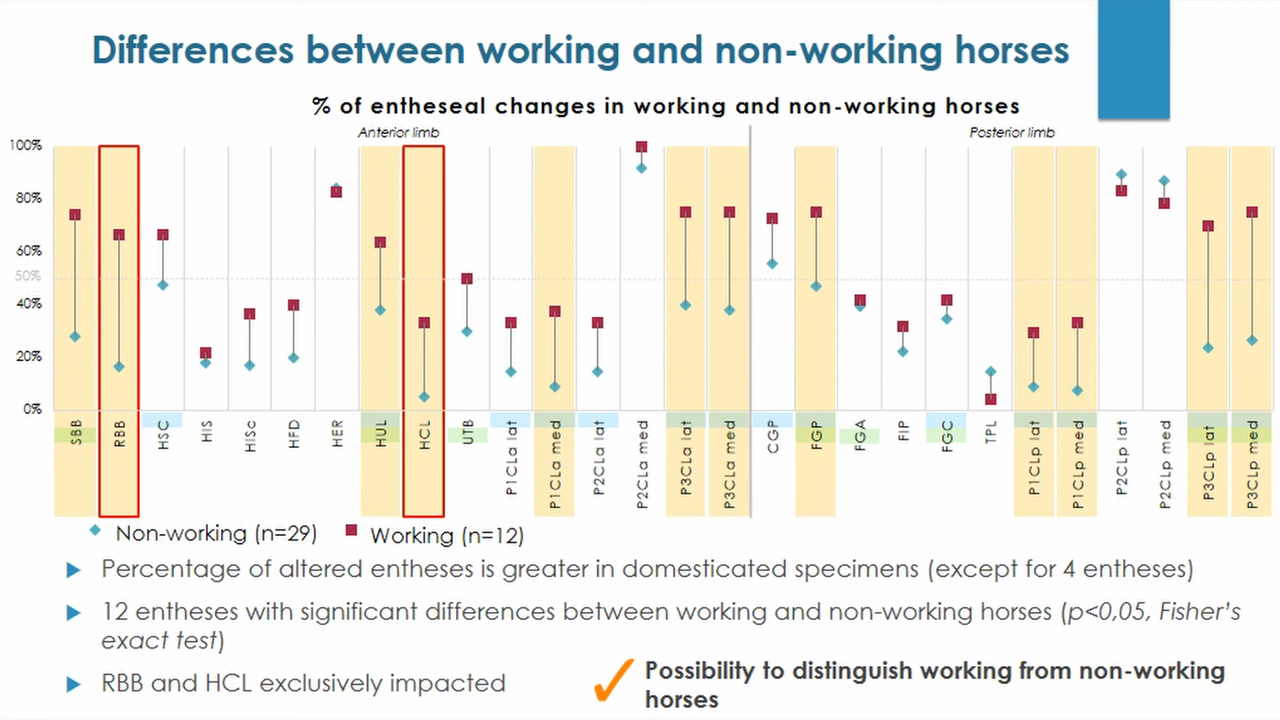 Differences between working and non-working horses
% of entheseal changes in working and non-working horses
Anterior limb
Posterior limb
100%
80%
60%
50%
40%
20%
0%
SBB
RBB
HSC
HIS
HISc
HFD
HER
HUL
HCL
UTB
P1CLa lat
P1CLa med
P2CLa lat
P2CLa med
P3CLa lat
P3CLa med
CGP
FGP
FGA
FIP
FGC
TPL
P1CLp lat
P1CLp med
P2CLp lat
P2CLp med
P3CLp lat
P3CLp med
Non-working (n=29)
Working (n=12)
Percentage of altered entheses is greater in domesticated specimens (except for 4 entheses)
12 entheses with significant differences between working and non-working horses (p<0,05, Fisher's
exact test)
RBB and HCL exclusively impacted
✓ Possibility to distinguish working from non-working
horses